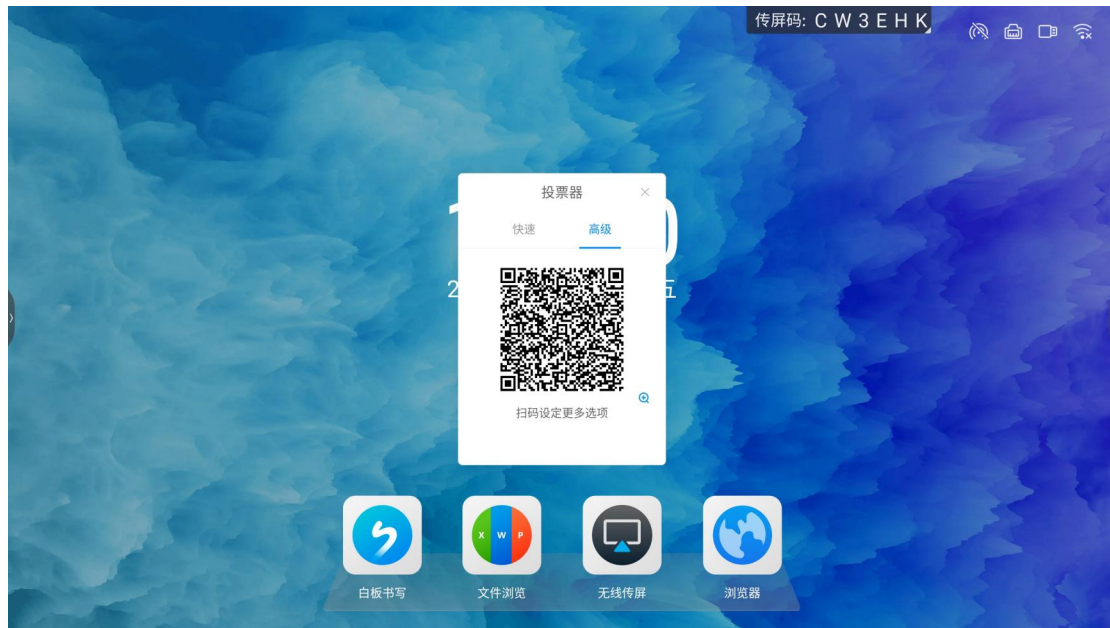 传屏码: CW3EHK
投票器
快速 高级
扫码设定更多选项
X W P
白板书写 文件浏览 无线传屏 浏览器